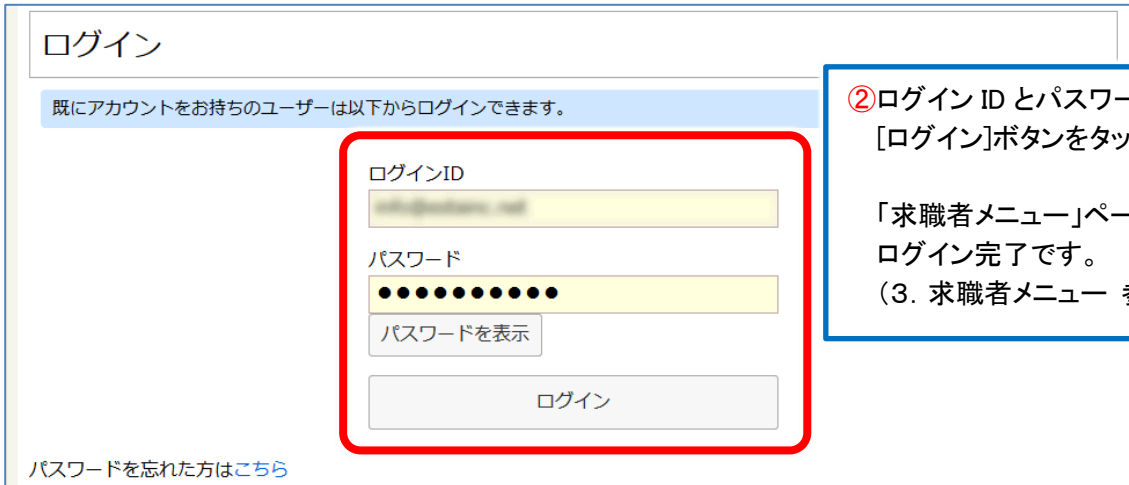 ログイン
既にアカウントをお持ちのユーザーは以下からログインできます。
ログインID
パスワード
●●●●●●●●●●
パスワードを表示
ログイン
パスワードを忘れた方はこちら
②ログイン ID とパスワー
[ログイン]ボタンをタッ
「求職者メニュー」ペー
ログイン完了です。
（３．求職者メニュー